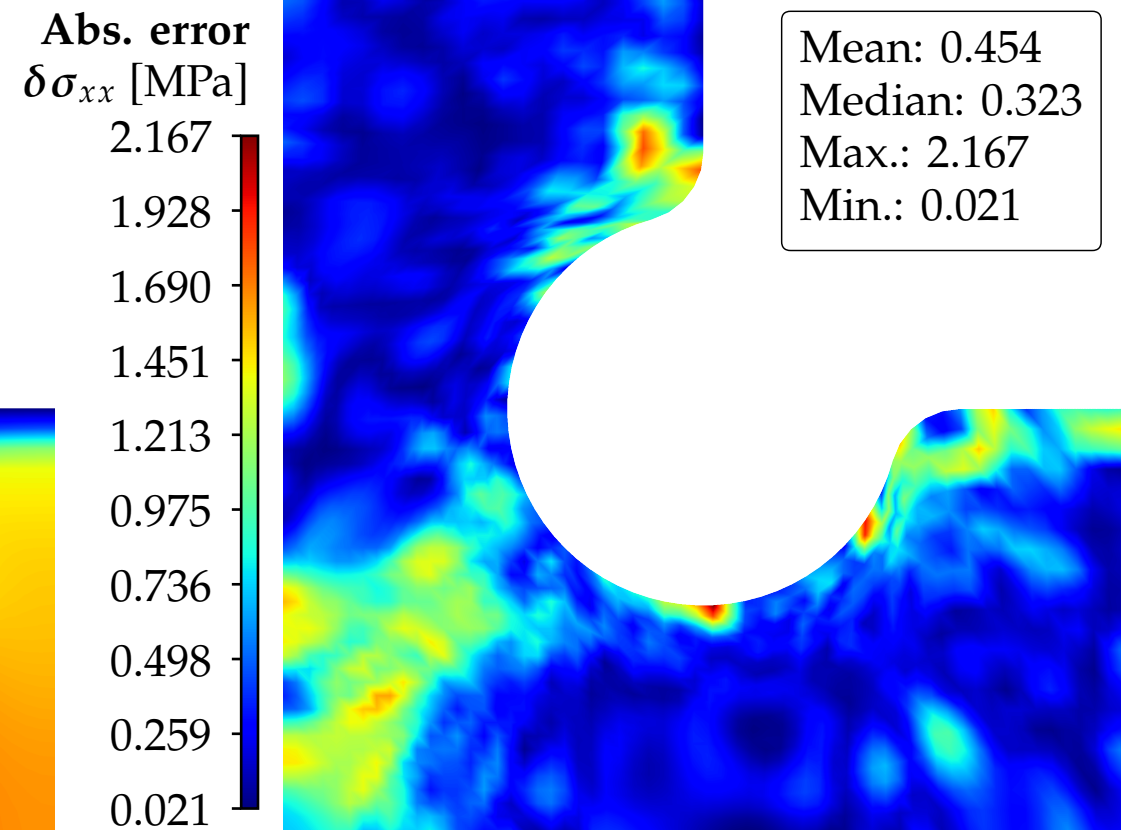 Abs. error
δσxx [MPa]
2.167
1.928
1.690
1.451
1.213
0.975
0.736
0.498
0.259
0.021
Mean: 0.454
Median: 0.323
Max.: 2.167
Min.: 0.021